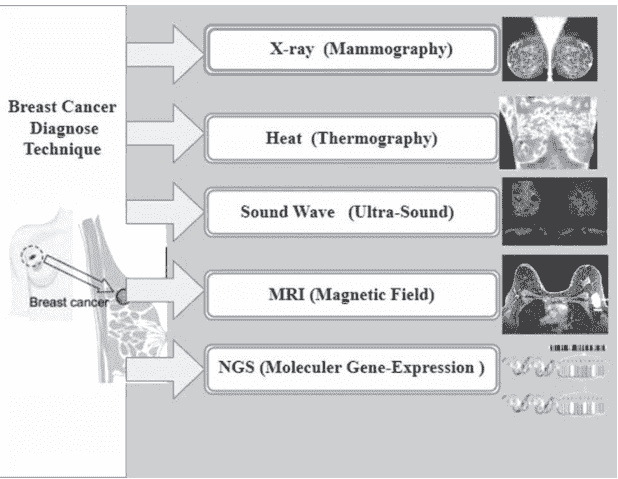 Breast Cancer
Diagnose
Technique
Breast cancer
X-ray (Mammography)
Heat (Thermography)
Sound Wave (Ultra-Sound)
MRI (Magnetic Field)
NGS (Moleculer Gene-Expression )